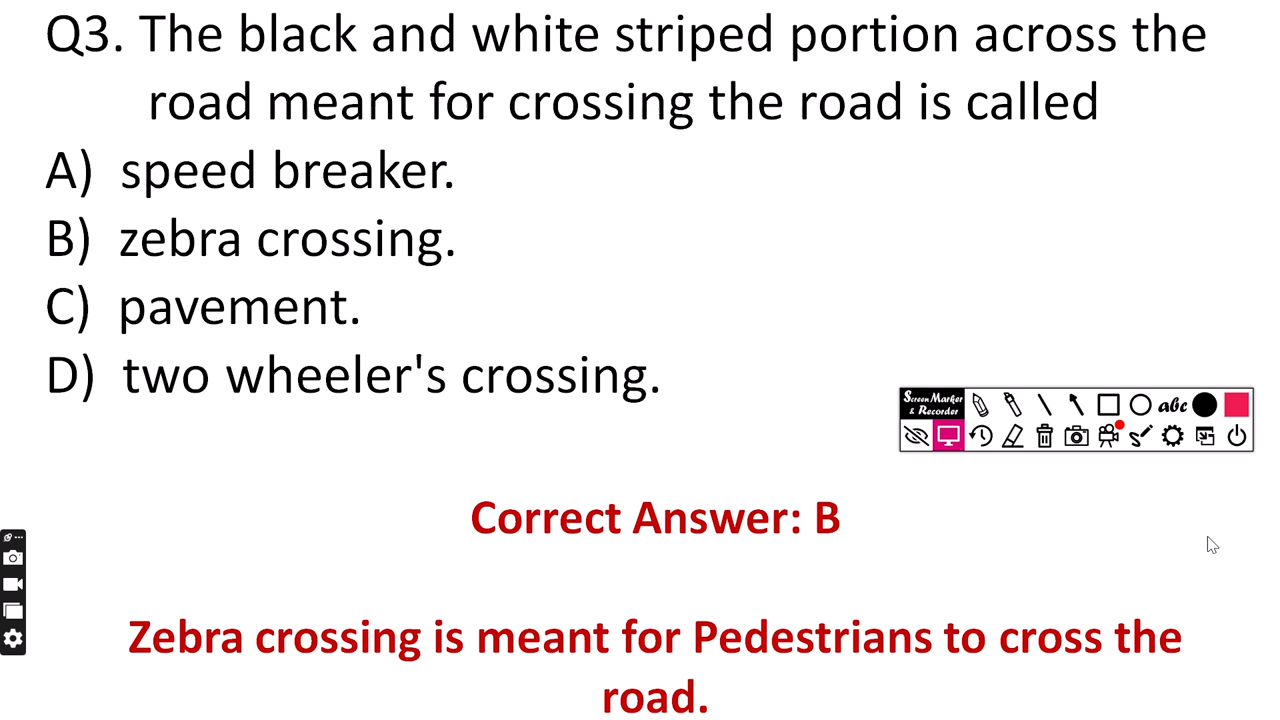 Q3. The black and white striped portion across the
road meant for crossing the road is called
A) speed breaker.
B) zebra crossing.
C) pavement.
D) two wheeler's crossing.
Screen Marker
& Recorder
abc
Correct Answer: B
Zebra crossing is meant for Pedestrians to cross the
road.